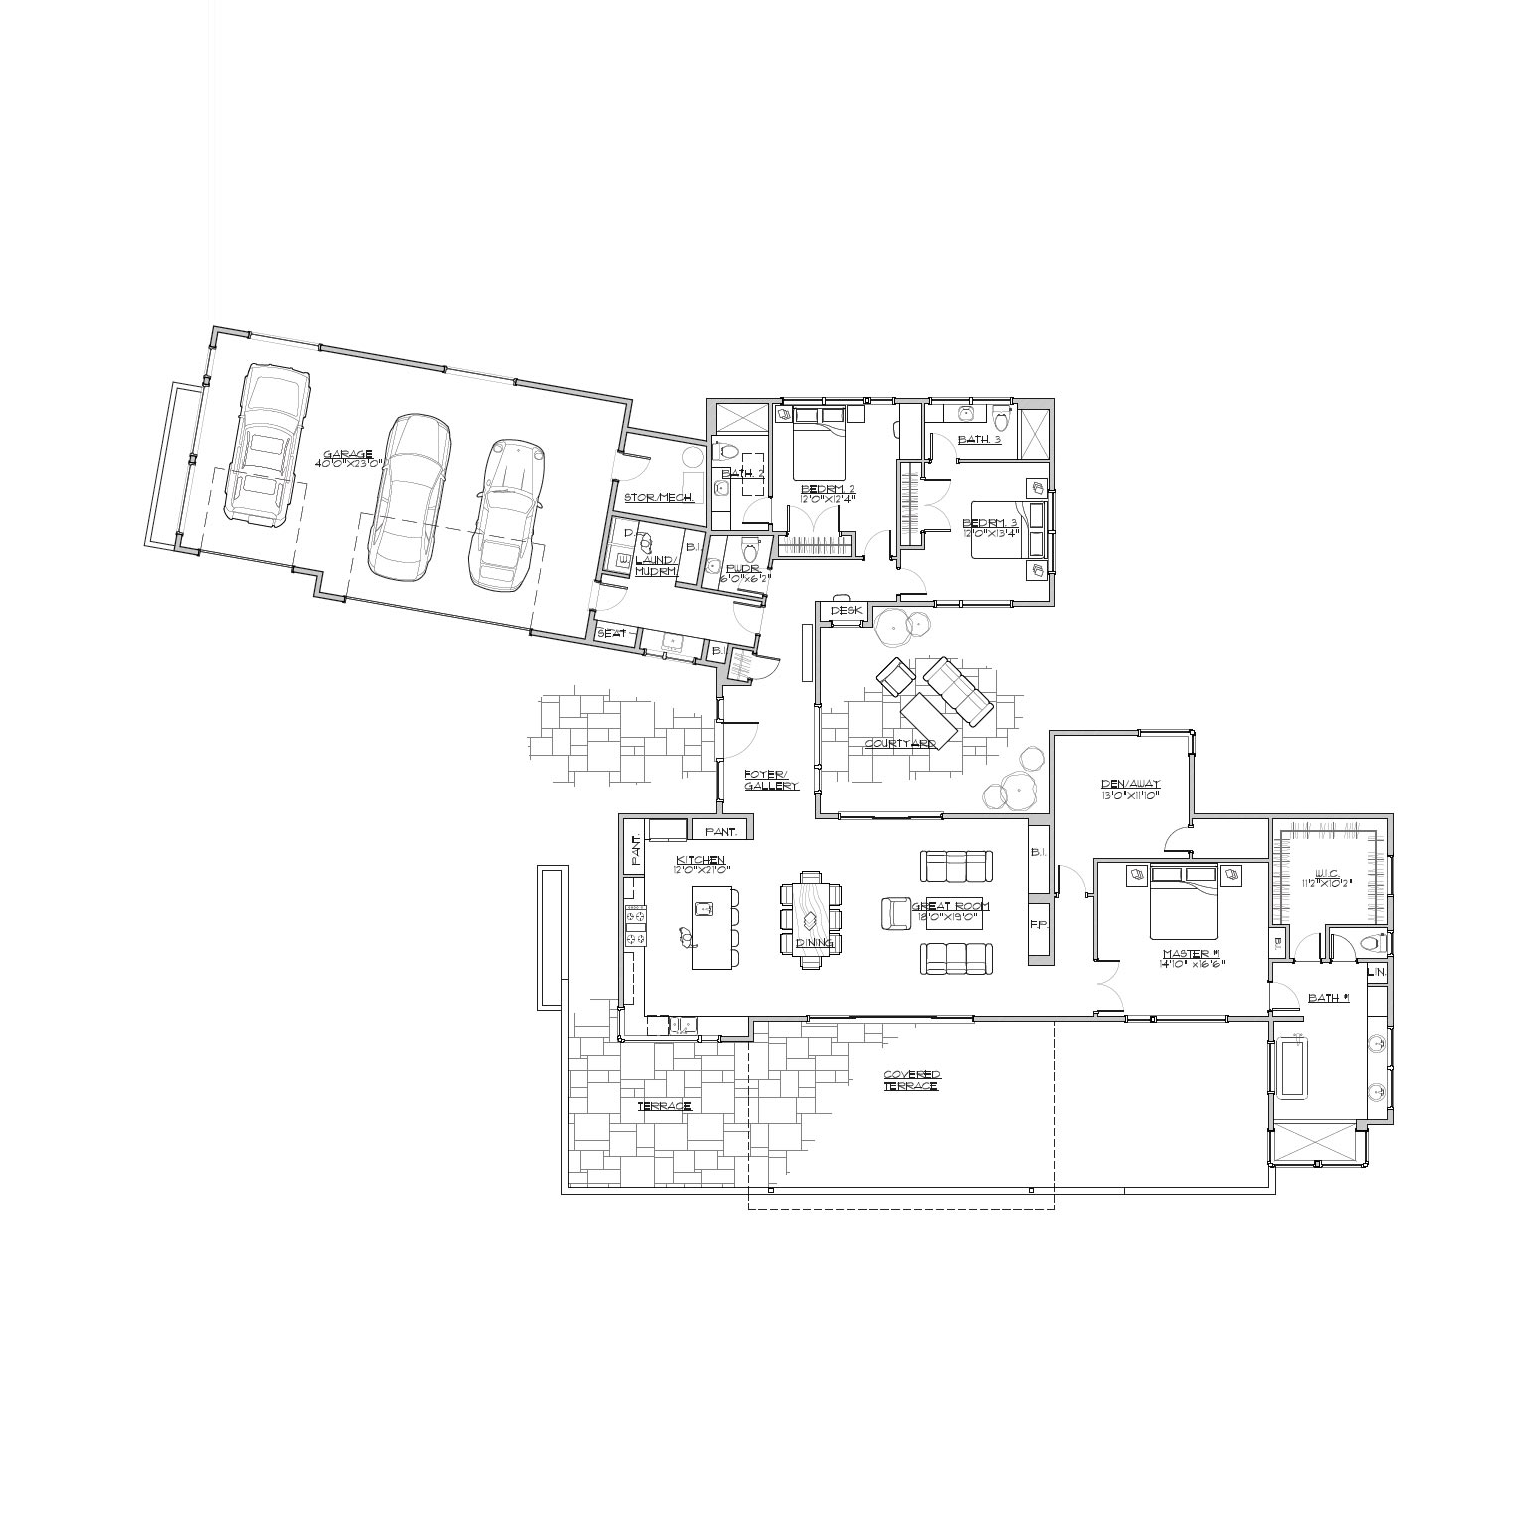 GARAGE
40'0"X23'0"
STOR./MECH.
BATH. 2
BEDRM. 2
12'0"X12'4"
BATH. 3
BEDRM. 3
12'0"X13'4"
D.
W
LAUND/
MUDRM.
B.I.
PWDR
6'0"X6'2"
SEAT
B.I.
DESK
COURTYARD
FOYER/
GALLERY
DEN/AWAY
13'0"X11'10"
PANT.
PANT.
KITCHEN
12'0"X21'0"
DINING
GREAT ROOM
18'0"X19'0"
B.I.
F.P.
W.I.C.
11'2"X10'2"
MASTER #1
14'10" X16'6"
B.I.
LIN.
BATH #1
COVERED
TERRACE
TERRACE